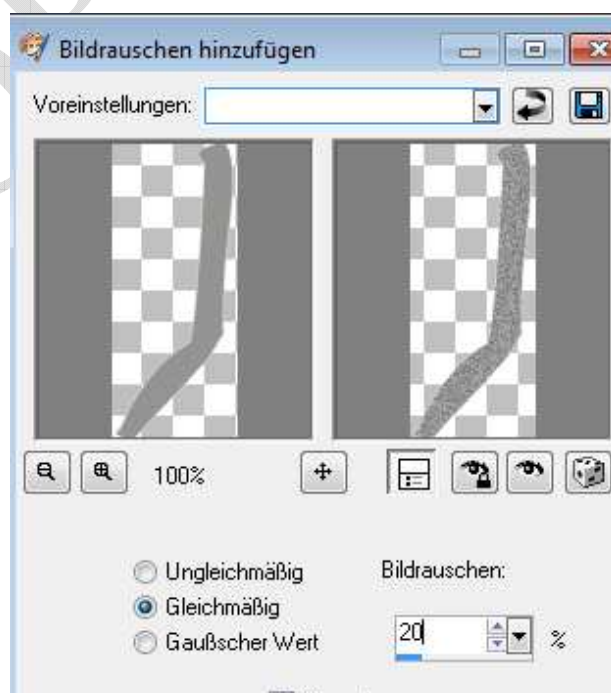 Bildrauschen hinzufügen
Voreinstellungen:
100%
Ungleichmäßig
Bildrauschen:
Gleichmäßig
20 %
Gaußscher Wert